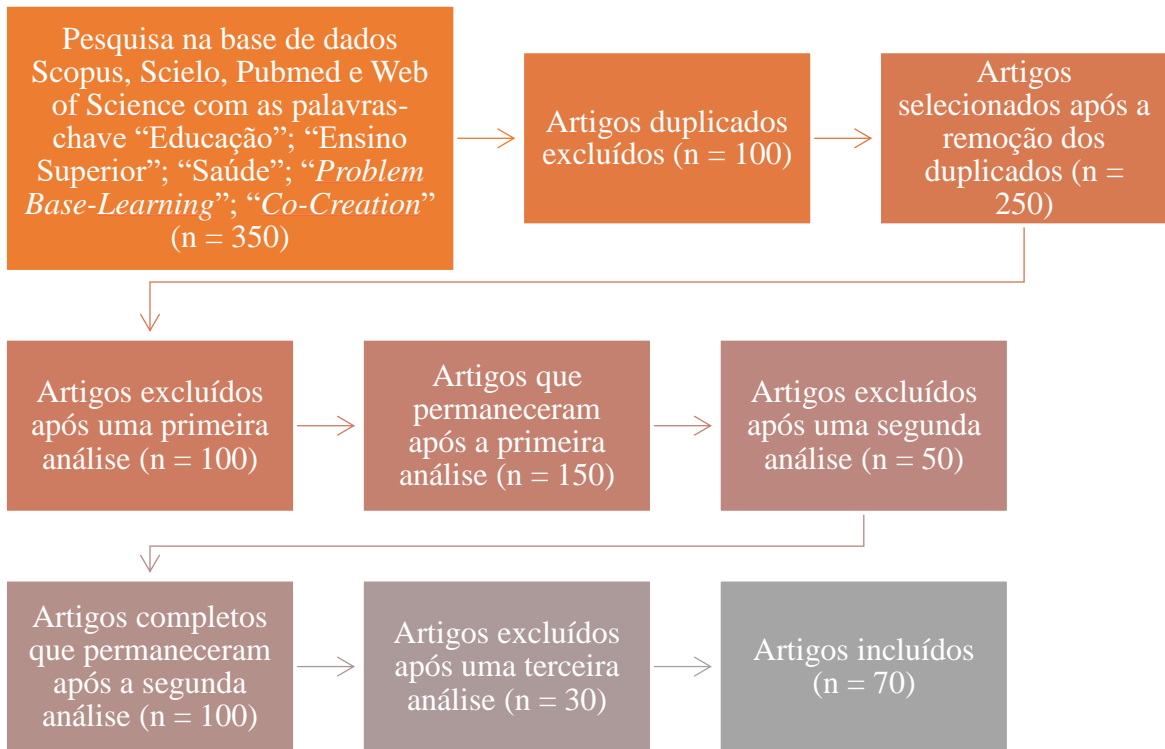 Pesquisa na base de dados
Scopus, Scielo, Pubmed e Web
of Science com as palavras-
chave “Educação”; “Ensino
Superior”; “Saúde”; “Problem
Base-Learning”; “Co-Creation”
(n = 350)
Artigos duplicados
excluídos (n = 100)
Artigos
selecionados após a
remoção dos
duplicados (n =
250)
Artigos excluídos
após uma primeira
análise (n = 100)
Artigos que
permaneceram
após a primeira
análise (n = 150)
Artigos excluídos
após uma segunda
análise (n = 50)
Artigos completos
que permaneceram
após a segunda
análise (n = 100)
Artigos excluídos
após uma terceira
análise (n = 30)
Artigos incluídos
(n = 70)